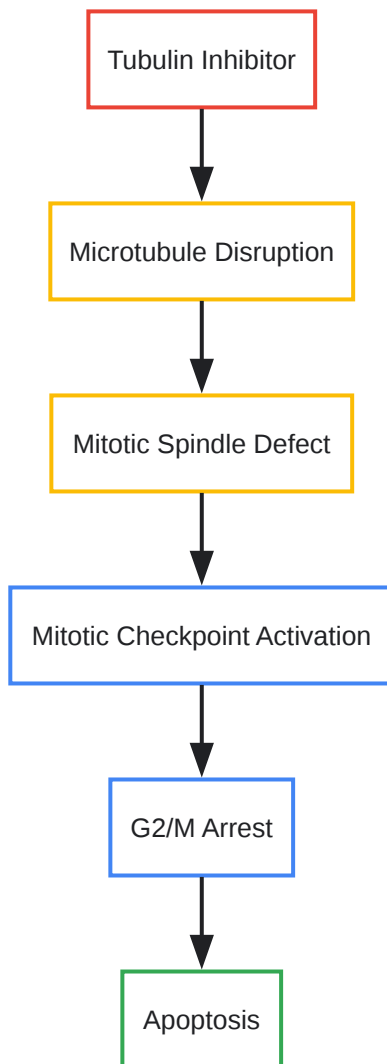 Tubulin Inhibitor
Microtubule Disruption
Mitotic Spindle Defect
Mitotic Checkpoint Activation
G2/M Arrest
Apoptosis